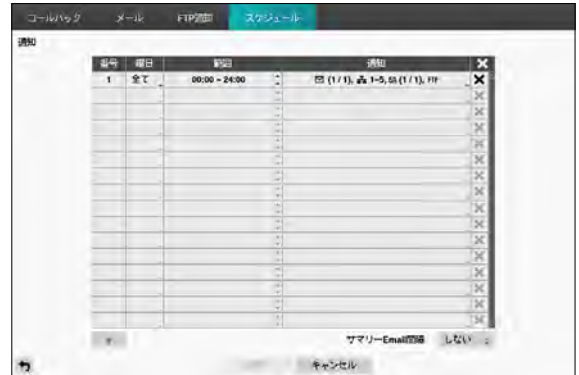 コールバック メール FTP通知 スケジュール
通知
番号 曜日 範囲 通知
1 全て 00:00 ~ 24:00 (1 / 1), 1~5, (1 / 1), FTP
サマリーEmail間隔 しない
キャンセル